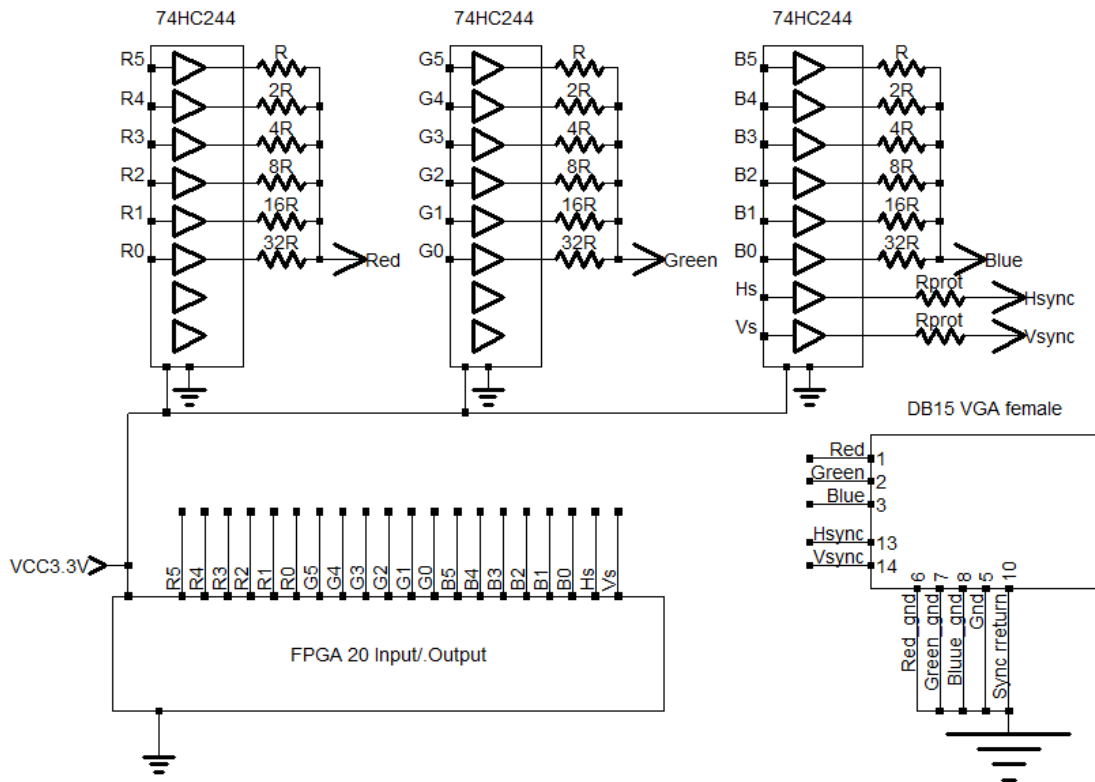 74HC244 74HC244 74HC244
R5 R G5 R B5 R
R4 2R G4 2R B4 2R
R3 4R G3 4R B3 4R
R2 8R G2 8R B2 8R
R1 16R G1 16R B1 16R
R0 32R Red G0 32R Green B0 32R Blue
Hs Rprot Hsync
Vs Rprot Vsync
DB15 VGA female
Red 1
Green 2
Blue 3
Hsync 13
Vsync 14
6 7 8 5 10
Red_gnd Green_gnd Bluue_gnd Gnd Sync rreturn
VCC3.3V
R5 R4 R3 R2 R1 R0 G5 G4 G3 G2 G1 G0 B5 B4 B3 B2 B1 B0 Hs Vs
FPGA 20 Input/.Output